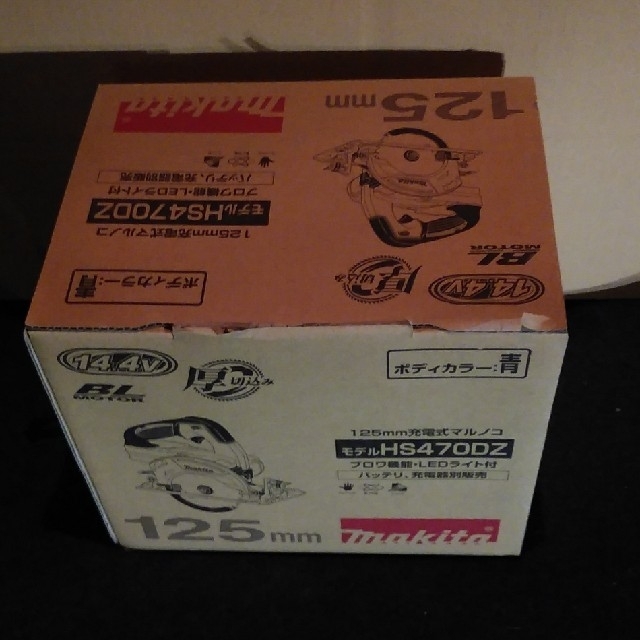 125mm
makita
125mm充電式マルノコ
モデルHS470DZ
ブロワ機能・LEDライト付
バッテリ,充電器別販売
ボディカラー:青
14.4V
BL
MOTOR
14.4V
BL
MOTOR
ボディカラー:青
125mm充電式マルノコ
モデルHS470DZ
ブロワ機能・LEDライト付
バッテリ,充電器別販売
125mm
makita